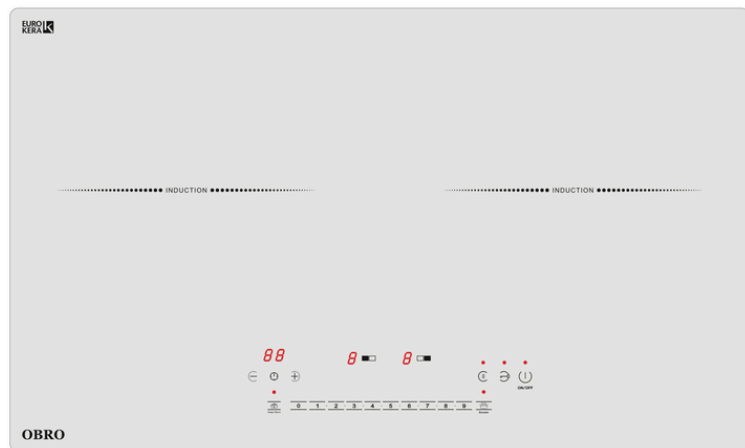 EURO
KERA K
INDUCTION
INDUCTION
88
8
8
ON/OFF
0 1 2 3 4 5 6 7 8 9
OBRO